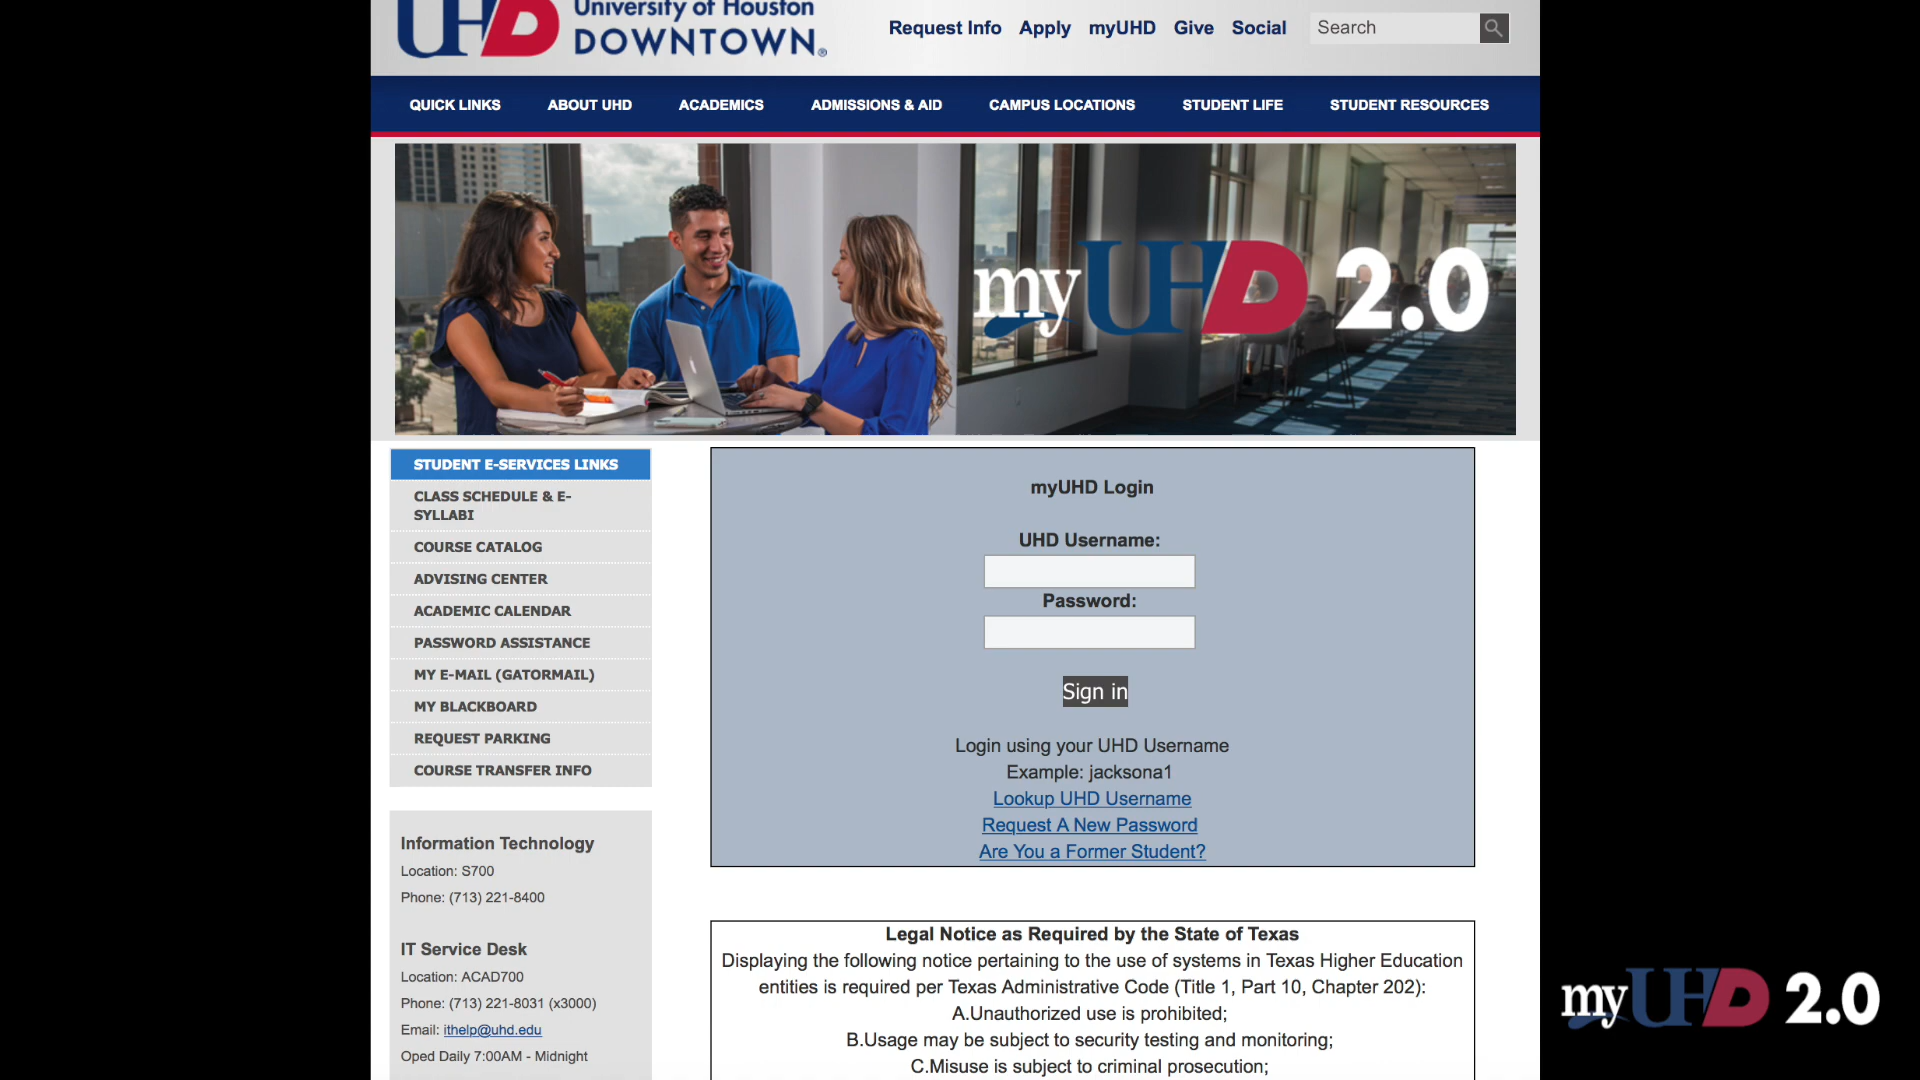 UHD University of Houston
DOWNTOWN®
Request Info Apply myUHD Give Social Search
QUICK LINKS ABOUT UHD ACADEMICS ADMISSIONS & AID CAMPUS LOCATIONS STUDENT LIFE STUDENT RESOURCES
myUHD 2.0
STUDENT E-SERVICES LINKS
CLASS SCHEDULE & E-
SYLLABI
COURSE CATALOG
ADVISING CENTER
ACADEMIC CALENDAR
PASSWORD ASSISTANCE
MY E-MAIL (GATORMAIL)
MY BLACKBOARD
REQUEST PARKING
COURSE TRANSFER INFO
Information Technology
Location: S700
Phone: (713) 221-8400
IT Service Desk
Location: ACAD700
Phone: (713) 221-8031 (x3000)
Email: ithelp@uhd.edu
Oped Daily 7:00AM - Midnight
myUHD Login
UHD Username:
Password:
Sign in
Login using your UHD Username
Example: jacksona1
Lookup UHD Username
Request A New Password
Are You a Former Student?
Legal Notice as Required by the State of Texas
Displaying the following notice pertaining to the use of systems in Texas Higher Education
entities is required per Texas Administrative Code (Title 1, Part 10, Chapter 202):
A.Unauthorized use is prohibited;
B.Usage may be subject to security testing and monitoring;
C.Misuse is subject to criminal prosecution;
myUHD 2.0